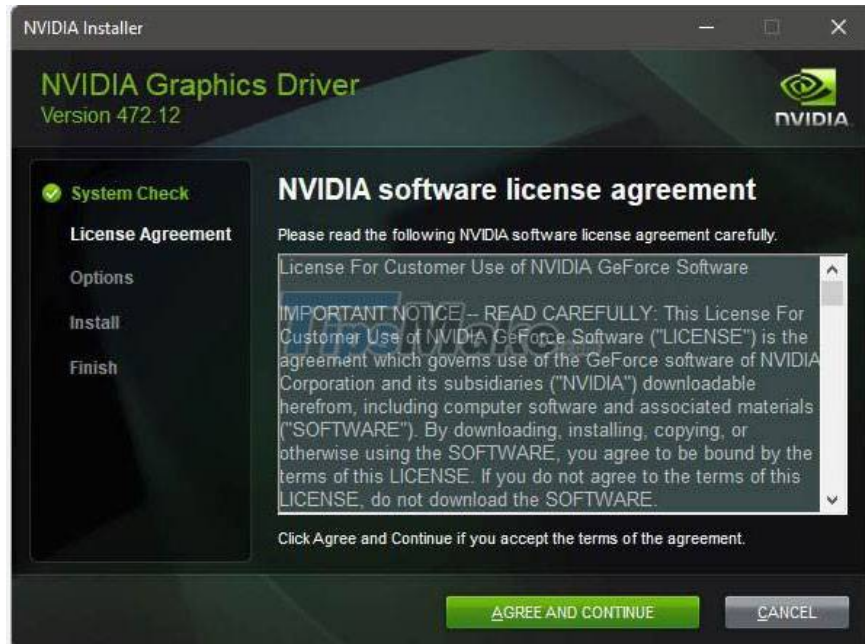 NVIDIA Installer
NVIDIA Graphics Driver
Version 472.12
NVIDIA.
System Check
License Agreement
Options
Install
Finish
NVIDIA software license agreement
Please read the following NVIDIA software license agreement carefully.
License For Customer Use of NVIDIA GeForce Software
IMPORTANT NOTICE -- READ CAREFULLY: This License For
Customer Use of NVIDIA GeForce Software ("LICENSE") is the
agreement which governs use of the GeForce software of NVIDIA
Corporation and its subsidiaries ("NVIDIA") downloadable
herefrom, including computer software and associated materials
("SOFTWARE"). By downloading, installing, copying, or
otherwise using the SOFTWARE, you agree to be bound by the
terms of this LICENSE. If you do not agree to the terms of this
LICENSE, do not download the SOFTWARE.
TipsMake.com
Click Agree and Continue if you accept the terms of the agreement.
AGREE AND CONTINUE
CANCEL